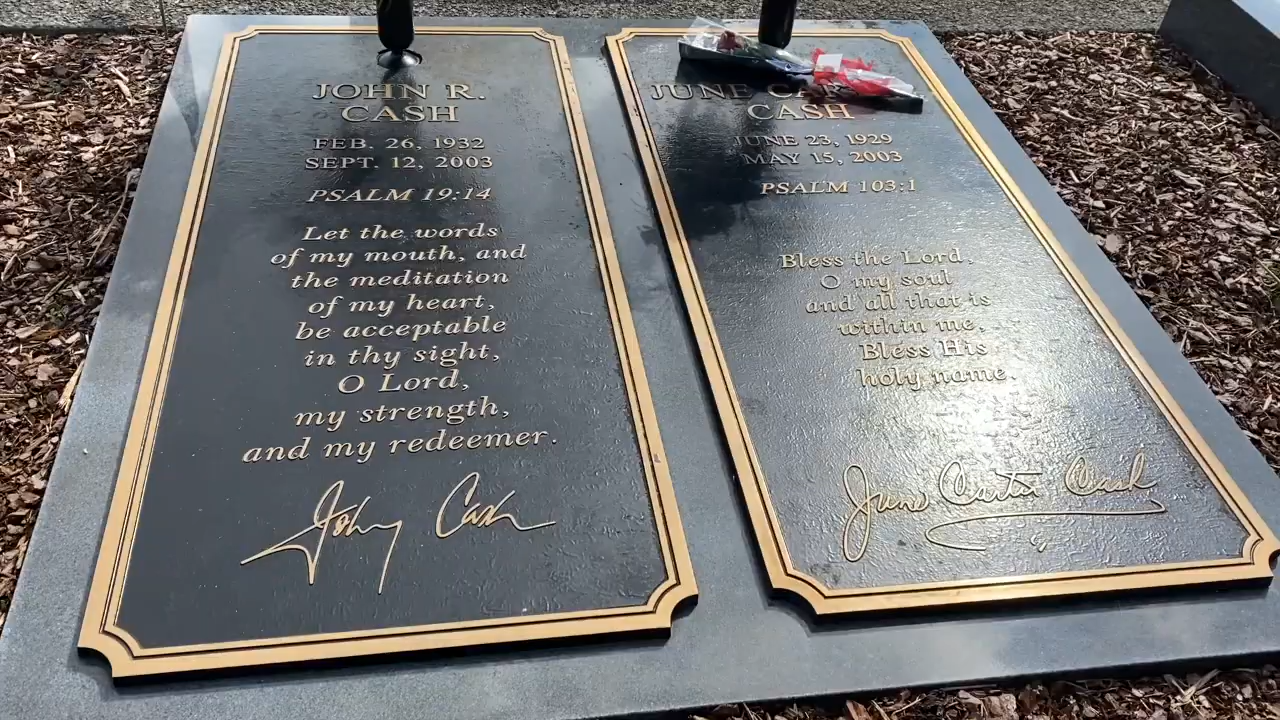 JOHN R.
CASH
FEB. 26, 1932
SEPT. 12, 2003
PSALM 19:14
Let the words
of my mouth, and
the meditation
of my heart,
be acceptable
in thy sight,
O Lord,
my strength,
and my redeemer.
Johny Cash
JUNE
CASH
JUNE 23, 1929
MAY 15, 2003
PSALM 103:1
Bless the Lord,
O my soul
and all that is
within me,
Bless His
holy name.
June Carter Cash